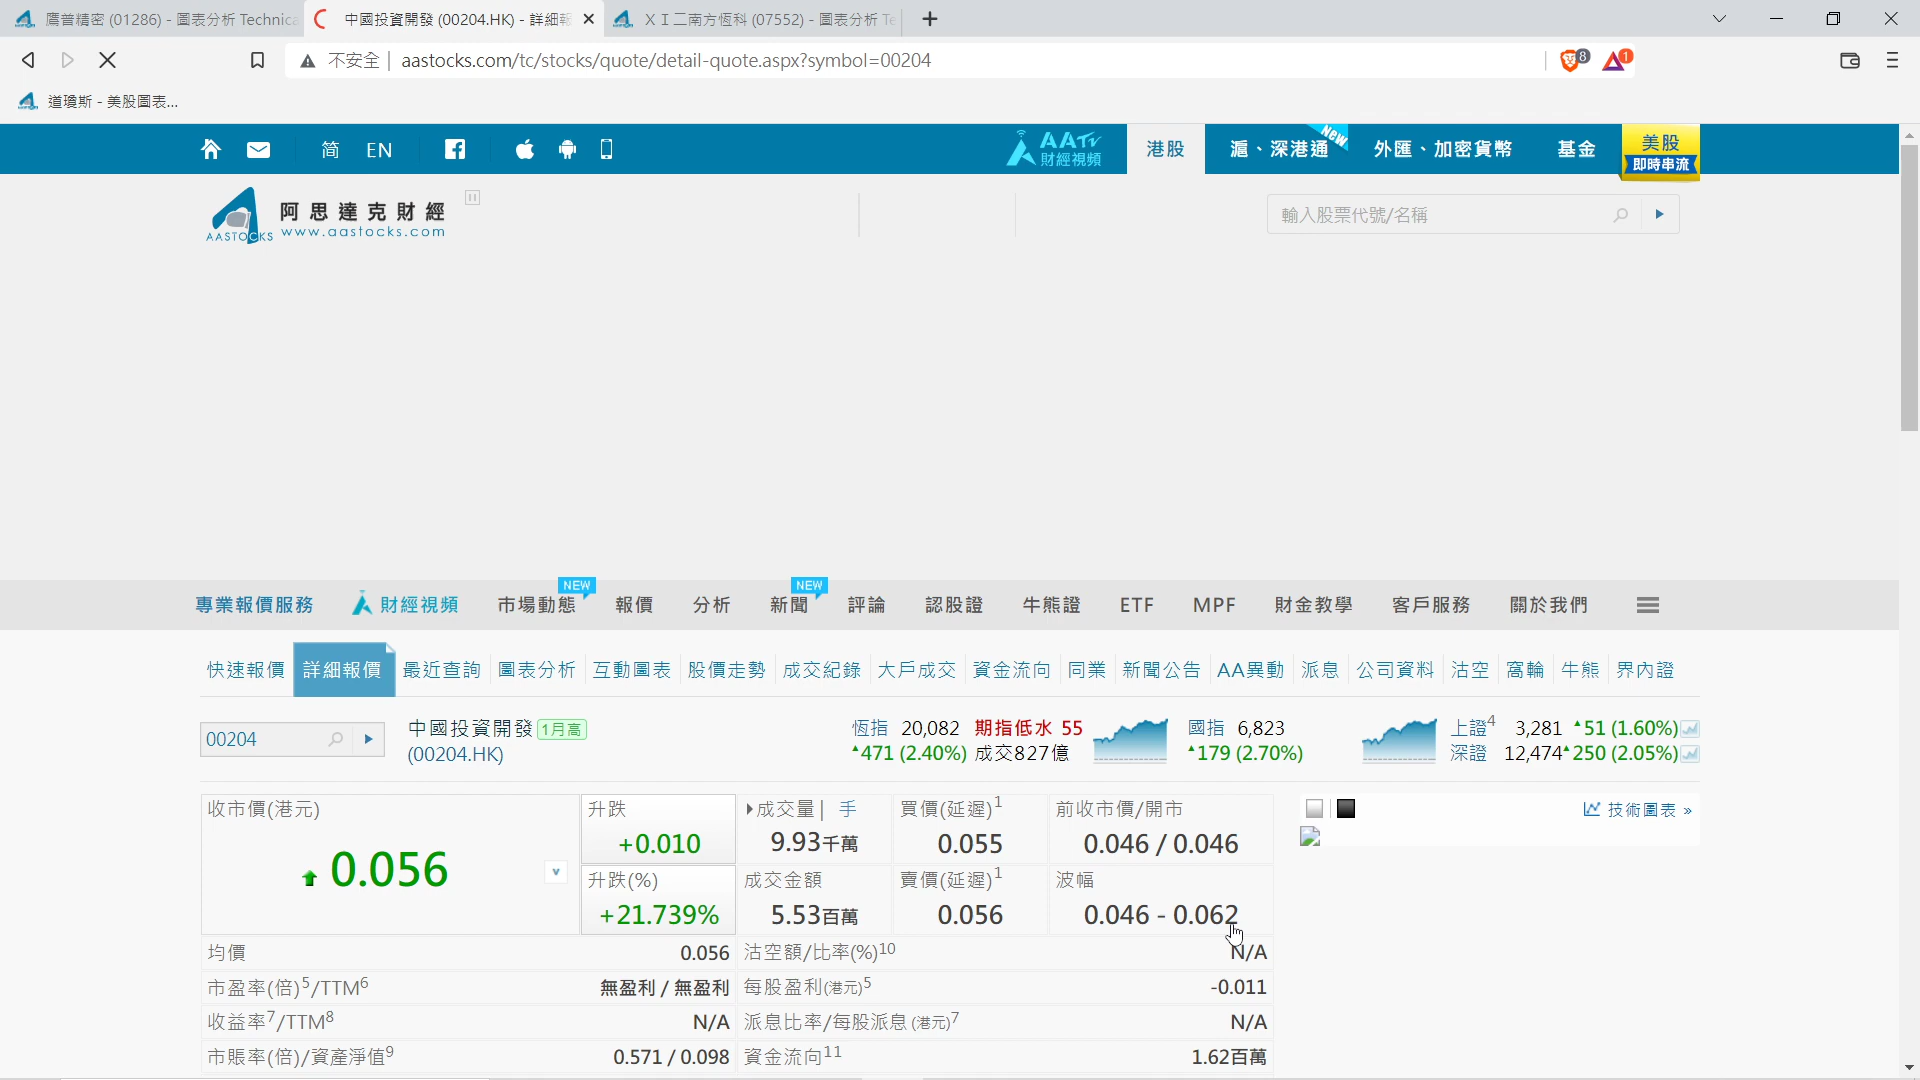 鷹普精密 (01286) - 圖表分析 Technica
中國投資開發 (00204.HK) - 詳細報
X I 二南方恆科 (07552) - 圖表分析 Te
不安全 aastocks.com/tc/stocks/quote/detail-quote.aspx?symbol=00204
8
1
道瓊斯 - 美股圖表...
简 EN
AATV 財經視頻
港股
滬、深港通 New
外匯、加密貨幣
基金
美股
即時串流
AASTOCKS
阿思達克財經
www.aastocks.com
輸入股票代號/名稱
NEW NEW
專業報價服務 財經視頻 市場動態 報價 分析 新聞 評論 認股證 牛熊證 ETF MPF 財金教學 客戶服務 關於我們
快速報價 詳細報價 最近查詢 圖表分析 互動圖表 股價走勢 成交紀錄 大戶成交 資金流向 同業 新聞公告 AA異動 派息 公司資料 沽空 窩輪 牛熊 界內證
00204 中國投資開發 1月高
(00204.HK)
恆指 20,082 期指低水 55
471 (2.40%) 成交827億
國指 6,823
179 (2.70%)
上證4 3,281 51 (1.60%)
深證 12,474 250 (2.05%)
收市價(港元) 升跌 成交量 | 手 買價(延遲)1 前收市價/開市
0.056 +0.010 9.93千萬 0.055 0.046 / 0.046
升跌(%) 成交金額 賣價(延遲)1 波幅
+21.739% 5.53百萬 0.056 0.046 - 0.062
技術圖表 »
均價 0.056 沽空額/比率(%)10 N/A
市盈率(倍)5/TTM6 無盈利 / 無盈利 每股盈利(港元)5 -0.011
收益率7/TTM8 N/A 派息比率/每股派息 (港元)7 N/A
市賬率(倍)/資產淨值9 0.571 / 0.098 資金流向11 1.62百萬